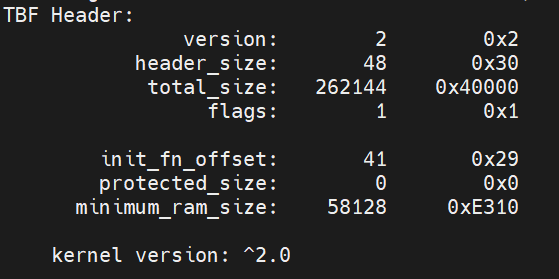 TBF Header:
version: 2 0x2
header_size: 48 0x30
total_size: 262144 0x40000
flags: 1 0x1
init_fn_offset: 41 0x29
protected_size: 0 0x0
minimum_ram_size: 58128 0xE310
kernel version: ^2.0